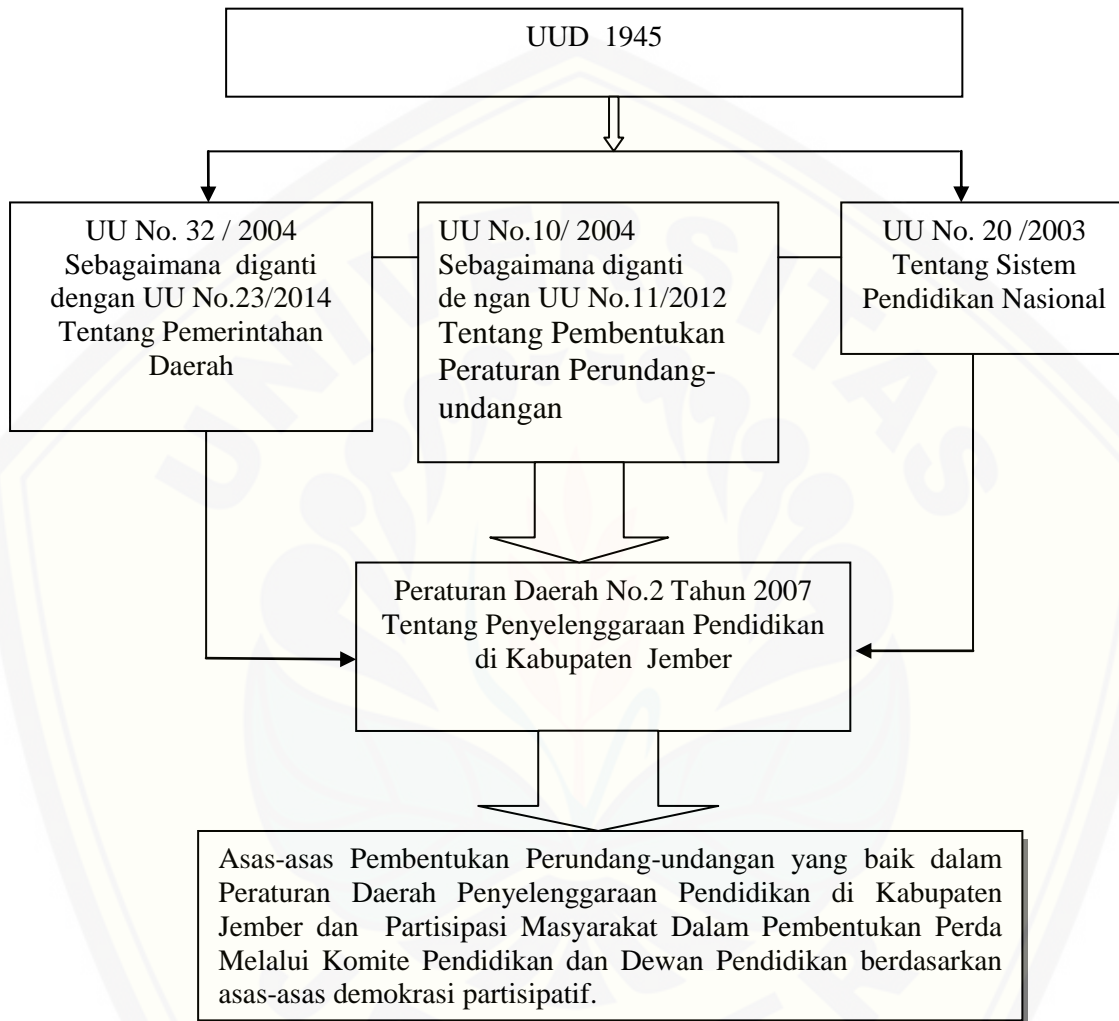 UUD 1945
UU No. 32 / 2004
Sebagaimana diganti
dengan UU No.23/2014
Tentang Pemerintahan
Daerah
UU No.10/ 2004
Sebagaimana diganti
de ngan UU No.11/2012
Tentang Pembentukan
Peraturan Perundang-
undangan
UU No. 20 /2003
Tentang Sistem
Pendidikan Nasional
Peraturan Daerah No.2 Tahun 2007
Tentang Penyelenggaraan Pendidikan
di Kabupaten Jember
Asas-asas Pembentukan Perundang-undangan yang baik dalam
Peraturan Daerah Penyelenggaraan Pendidikan di Kabupaten
Jember dan Partisipasi Masyarakat Dalam Pembentukan Perda
Melalui Komite Pendidikan dan Dewan Pendidikan berdasarkan
asas-asas demokrasi partisipatif.
UNIVERSITAS